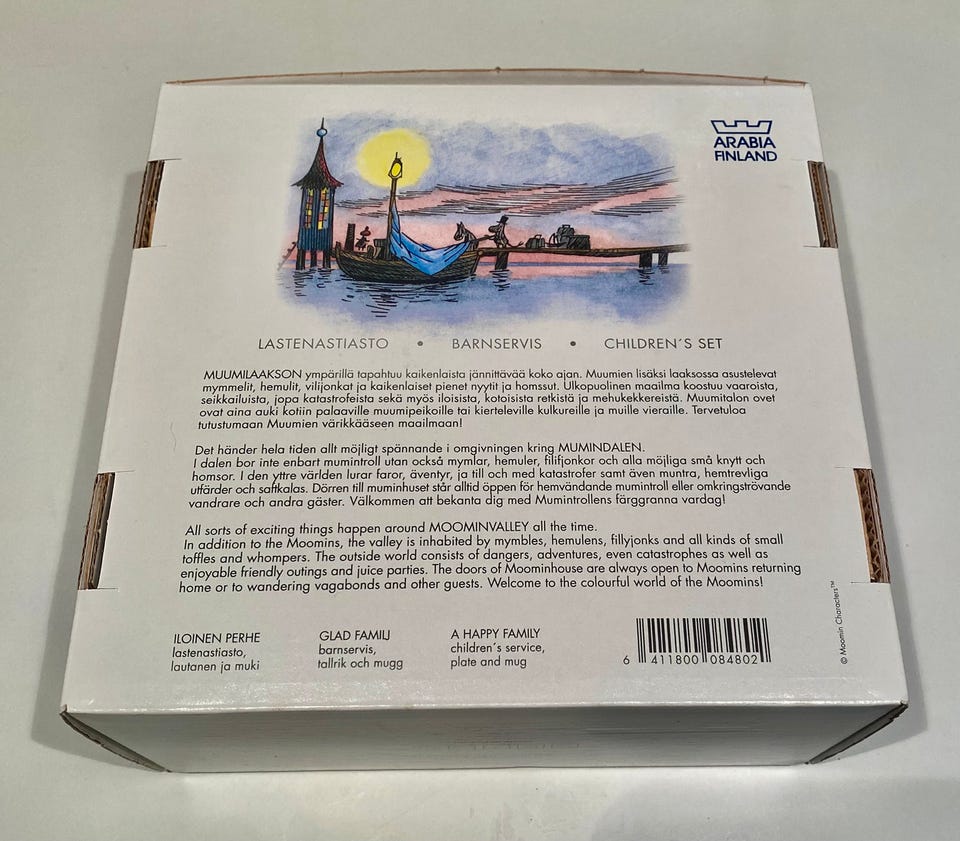 ARABIA
FINLAND
LASTENASTIASTO • BARNSERVIS • CHILDREN´S SET
MUUMILAAKSON ympärillä tapahtuu kaikenlaista jännittävää koko ajan. Muumien lisäksi laaksossa asustelevat
mymmelit, hemulit, vilijonkat ja kaikenlaiset pienet nyytit ja homssut. Ulkopuolinen maailma koostuu vaaroista,
seikkailuista, jopa katastrofeista sekä myös iloisista, kotoisista retkistä ja mehukekkereistä. Muumitalon ovet
ovat aina auki kotiin palaaville muumipeikoille tai kierteleville kulkureille ja muille vieraille. Tervetuloa
tutustumaan Muumien värikkääseen maailmaan!
Det händer hela tiden allt möjligt spännande i omgivningen kring MUMINDALEN.
I dalen bor inte enbart mumintroll utan också mymlar, hemuler, filifjonkor och alla möjliga små knytt och
homsor. I den yttre världen lurar faror, äventyr, ja till och med katastrofer samt även muntra, hemtrevliga
utfärder och saftkalas. Dörren till muminhuset står alltid öppen för hemvändande mumintroll eller omkringströvande
vandrare och andra gäster. Välkommen att bekanta dig med Mumintrollens färggranna vardag!
All sorts of exciting things happen around MOOMINVALLEY all the time.
In addition to the Moomins, the valley is inhabited by mymbles, hemulens, fillyjonks and all kinds of small
toffles and whompers. The outside world consists of dangers, adventures, even catastrophes as well as
enjoyable friendly outings and juice parties. The doors of Moominhouse are always open to Moomins returning
home or to wandering vagabonds and other guests. Welcome to the colourful world of the Moomins!
ILOINEN PERHE
lastenastiasto,
lautanen ja muki
GLAD FAMILJ
barnservis,
tallrik och mugg
A HAPPY FAMILY
children´s service,
plate and mug
6 411800 084802
© Moomin Characters™